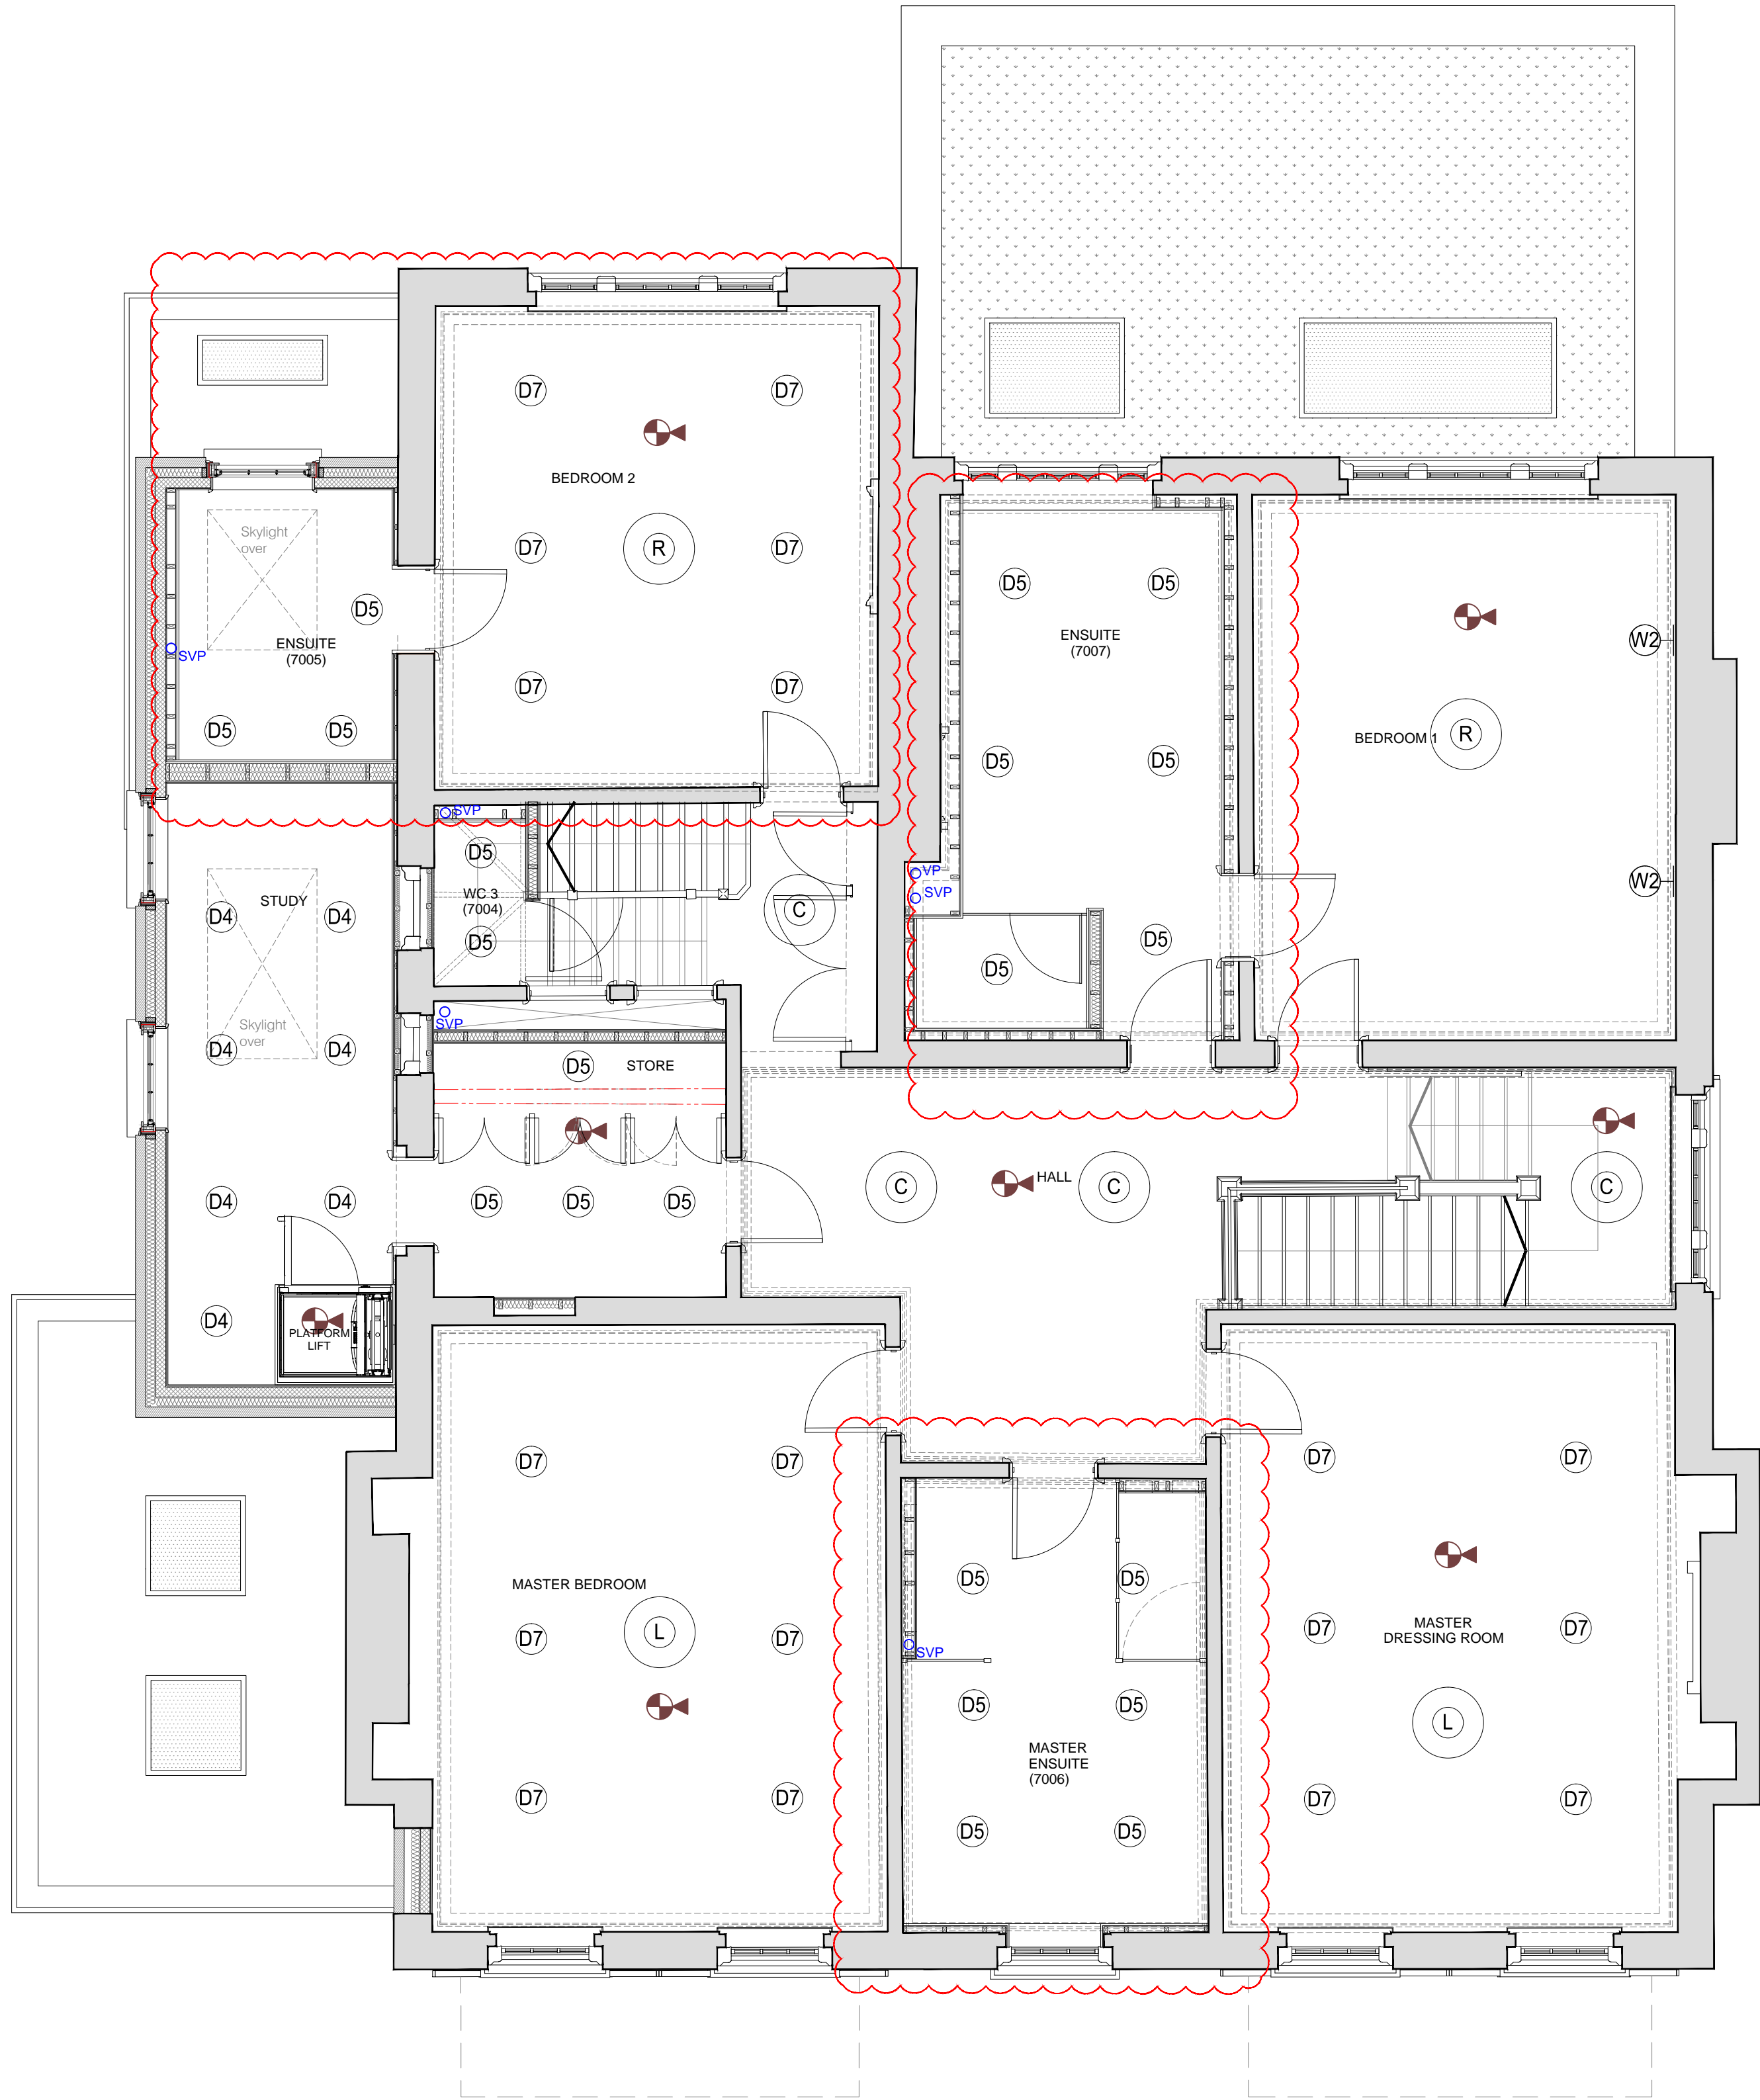 D7 D7
BEDROOM 2
Skylight
over
D7 R D7
D5 D5
D5
ENSUITE
(7005)
ENSUITE
(7007)
W2
SVP
D7 D7
D5 D5
BEDROOM 1 R
D5 D5
SVP
D5
VP
SVP
W2
STUDY
WC 3
(7004)
D4 D4
C
D5
D5
D5
SVP
Skylight
over
D4 D4
D5 STORE
HALL
D4 D4
D5 D5 D5
C C C
D4
PLATFORM
LIFT
D7 D7
D7 D7
MASTER BEDROOM
D5 D5
L
D7 D7
MASTER
DRESSING ROOM
D7 D7
SVP
D5 D5
L
MASTER
ENSUITE
(7006)
D7 D7
D5 D5
D7 D7